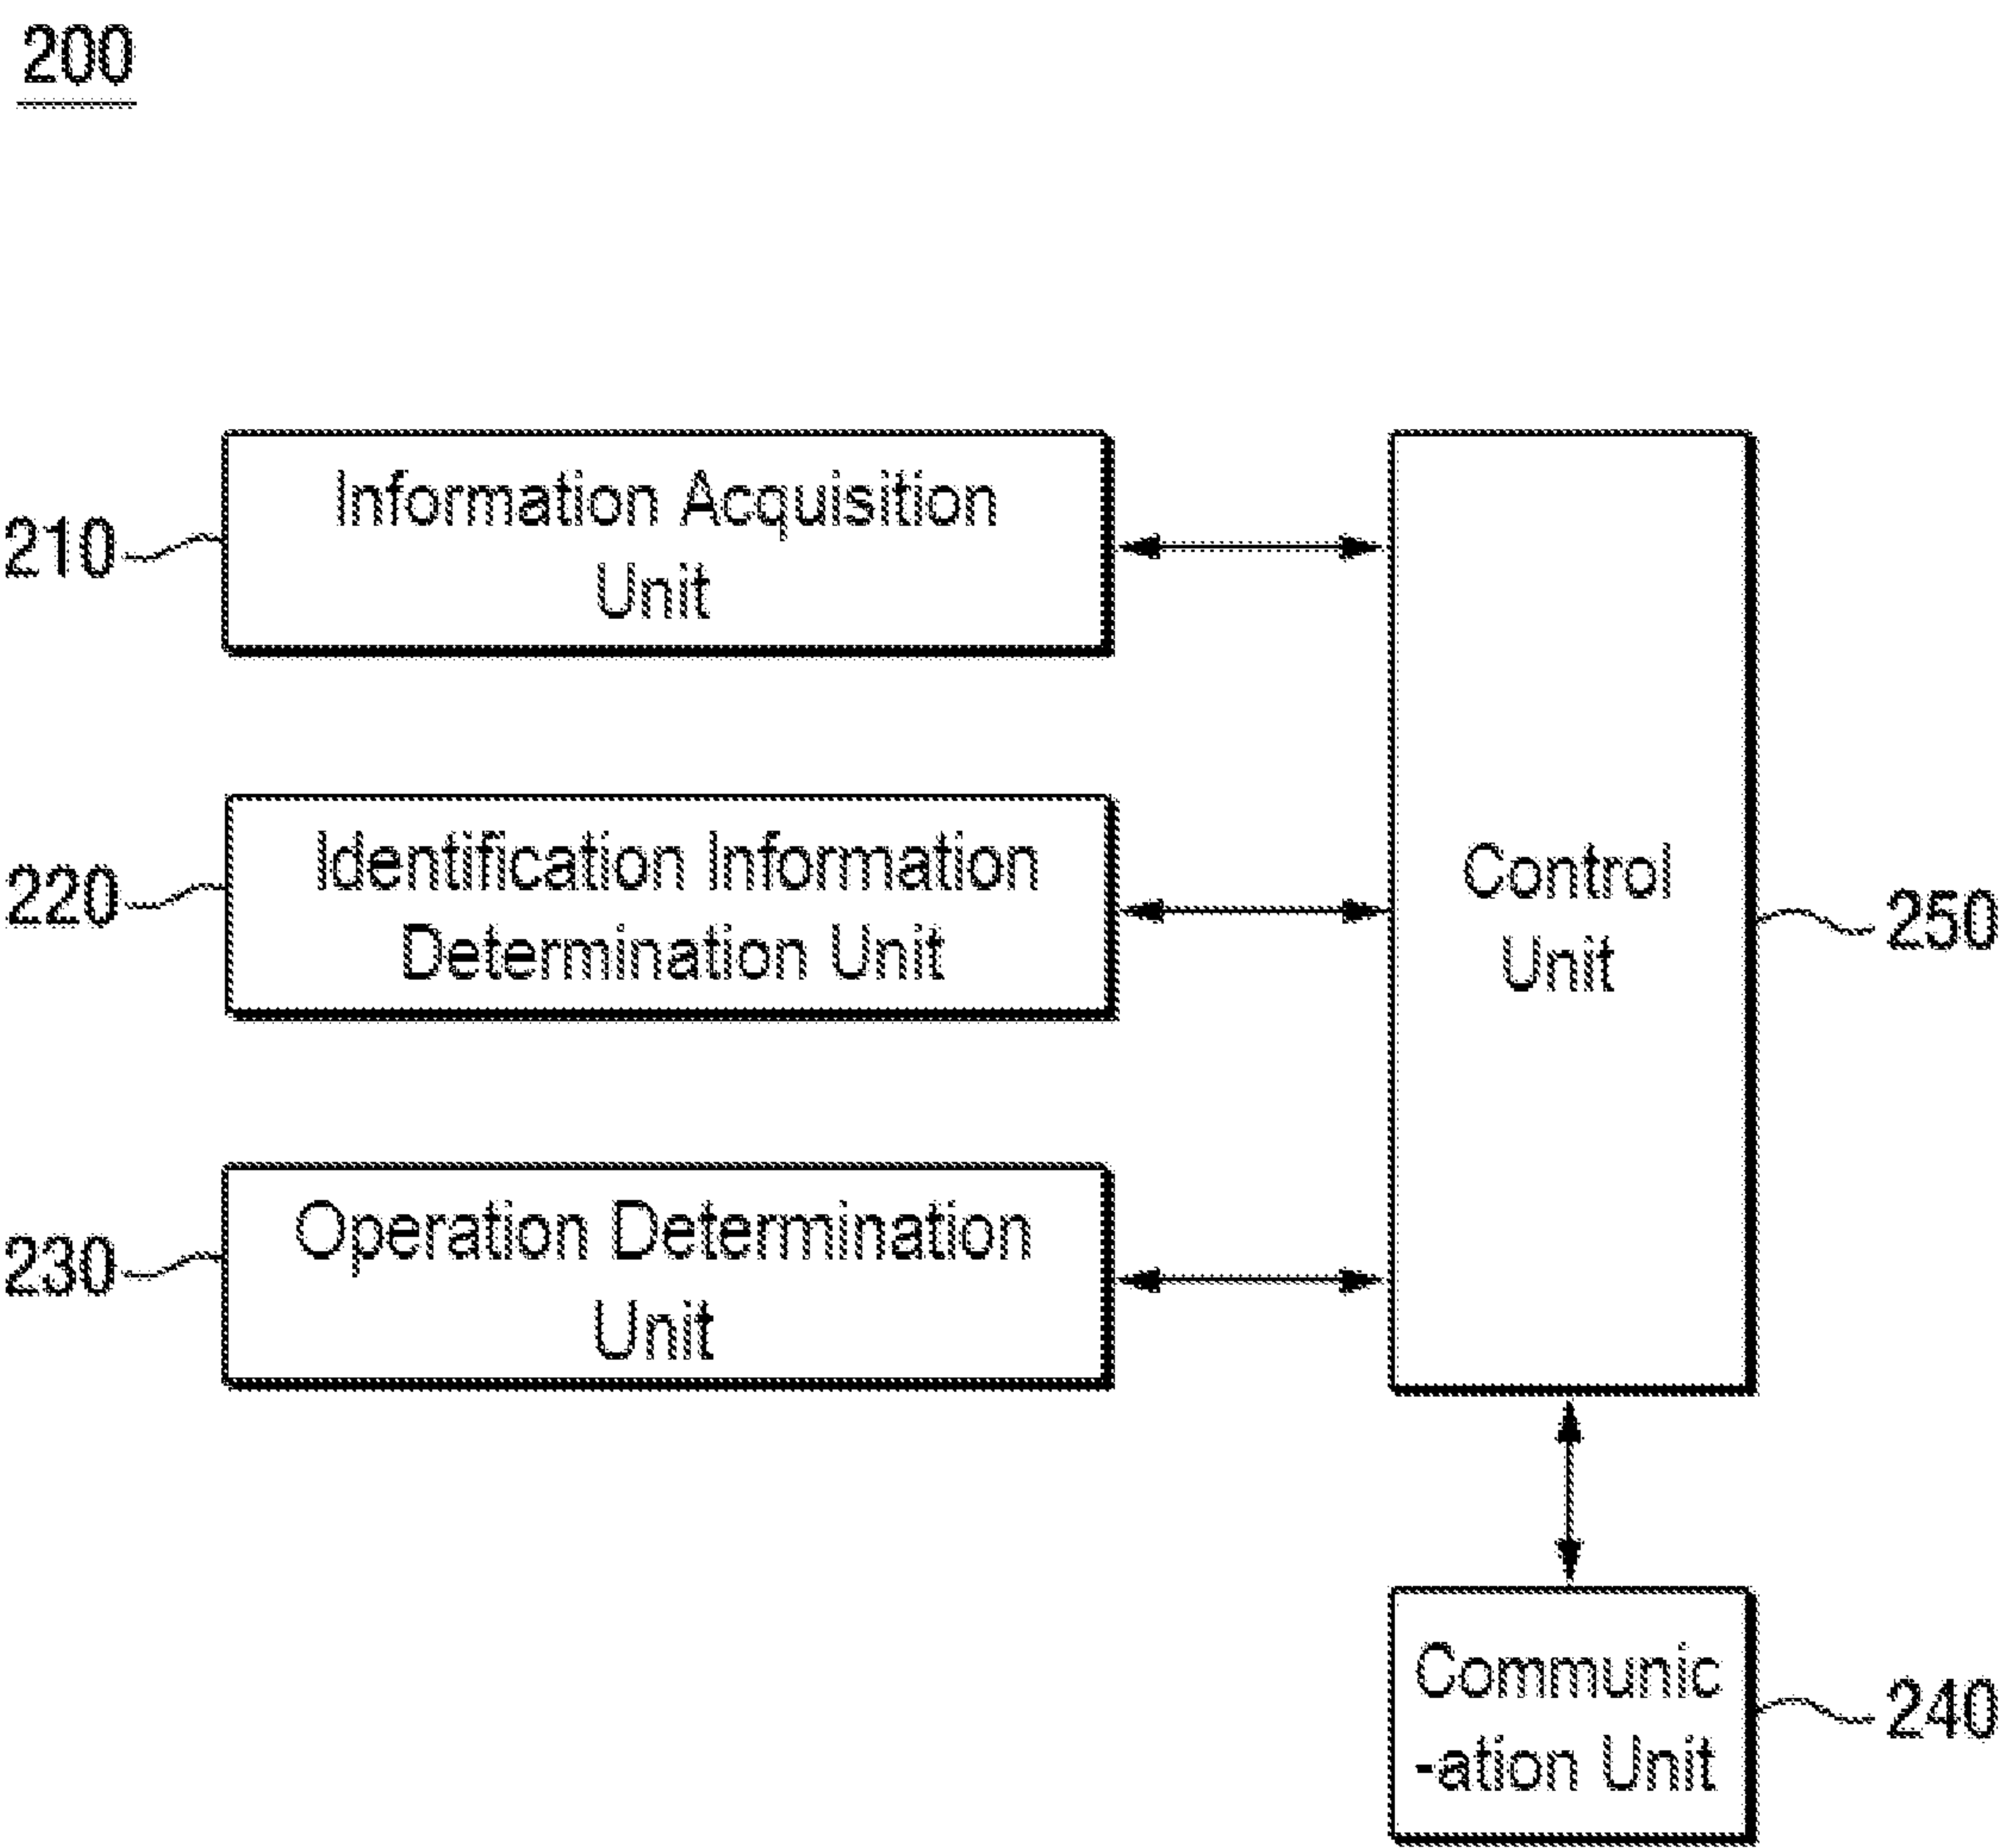 200
210
Information Acquisition
Unit
220
Identification Information
Determination Unit
230
Operation Determination
Unit
Control
Unit
250
Communic
-ation Unit
240